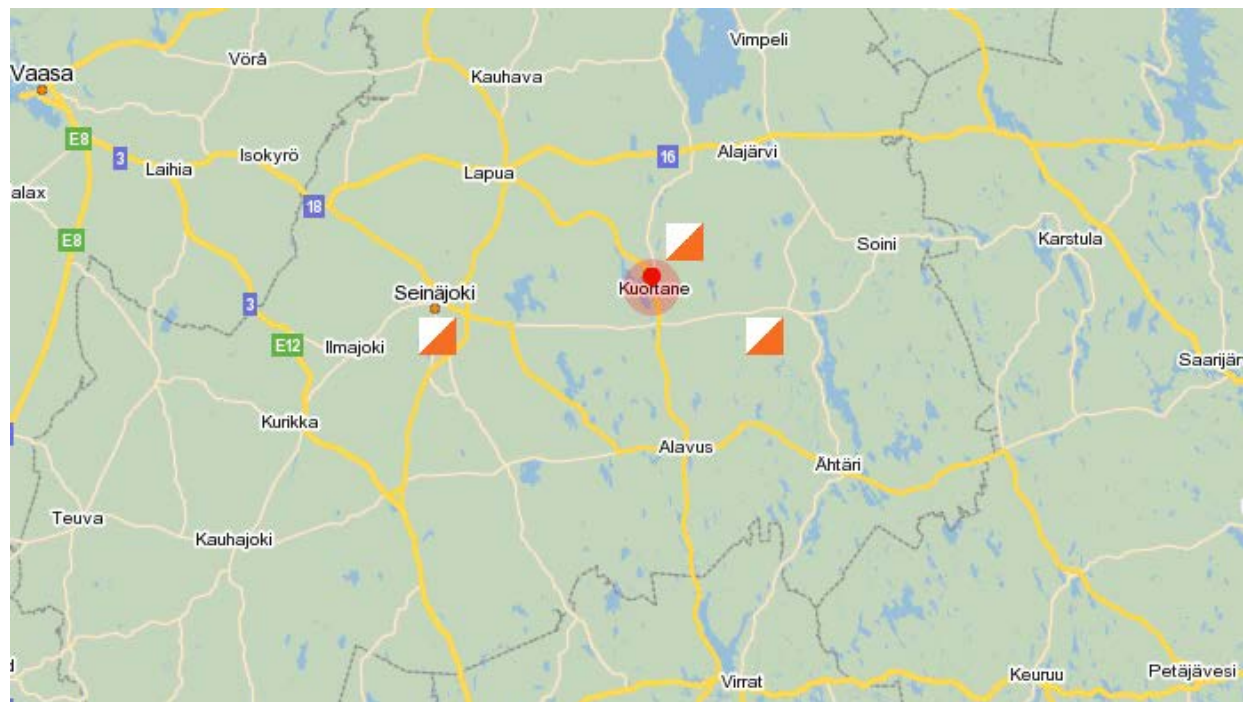 Vimpeli
Vörå
Vaasa
Kauhava
E8
3
Isokyrö
16
Alajärvi
Laihia
Lapua
alax
18
E8
Soini
Karstula
Kuortane
Seinäjoki
3
E12
Ilmajoki
Saarijär
Kurikka
Alavus
Ähtäri
Teuva
Kauhajoki
d
Keuruu
Petäjävesi
Virrat